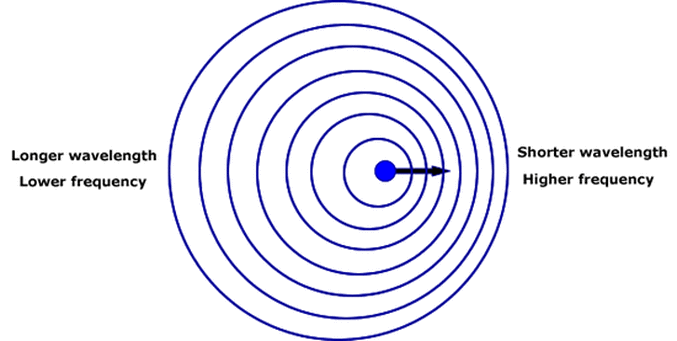 Longer wavelength
Lower frequency
Shorter wavelength
Higher frequency